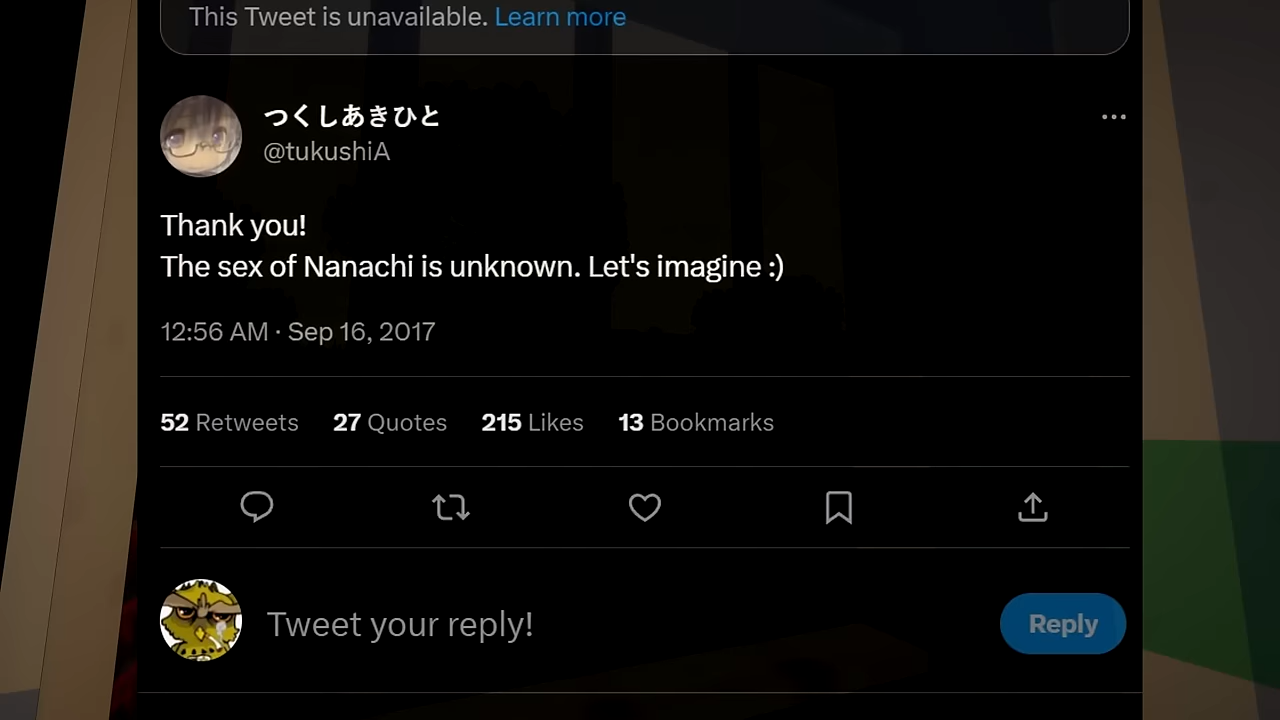 This Tweet is unavailable. Learn more
つくしあきひと
@tukushiA
Thank you!
The sex of Nanachi is unknown. Let's imagine :)
12:56 AM · Sep 16, 2017
52 Retweets 27 Quotes 215 Likes 13 Bookmarks
Tweet your reply!
Reply